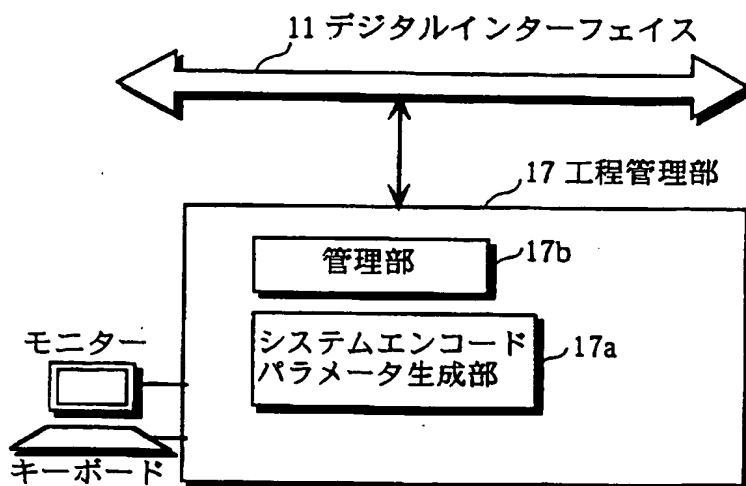 11 デジタルインターフェイス
17 工程管理部
管理部
17b
システムエンコード
パラメータ生成部
17a
モニター
キーボード